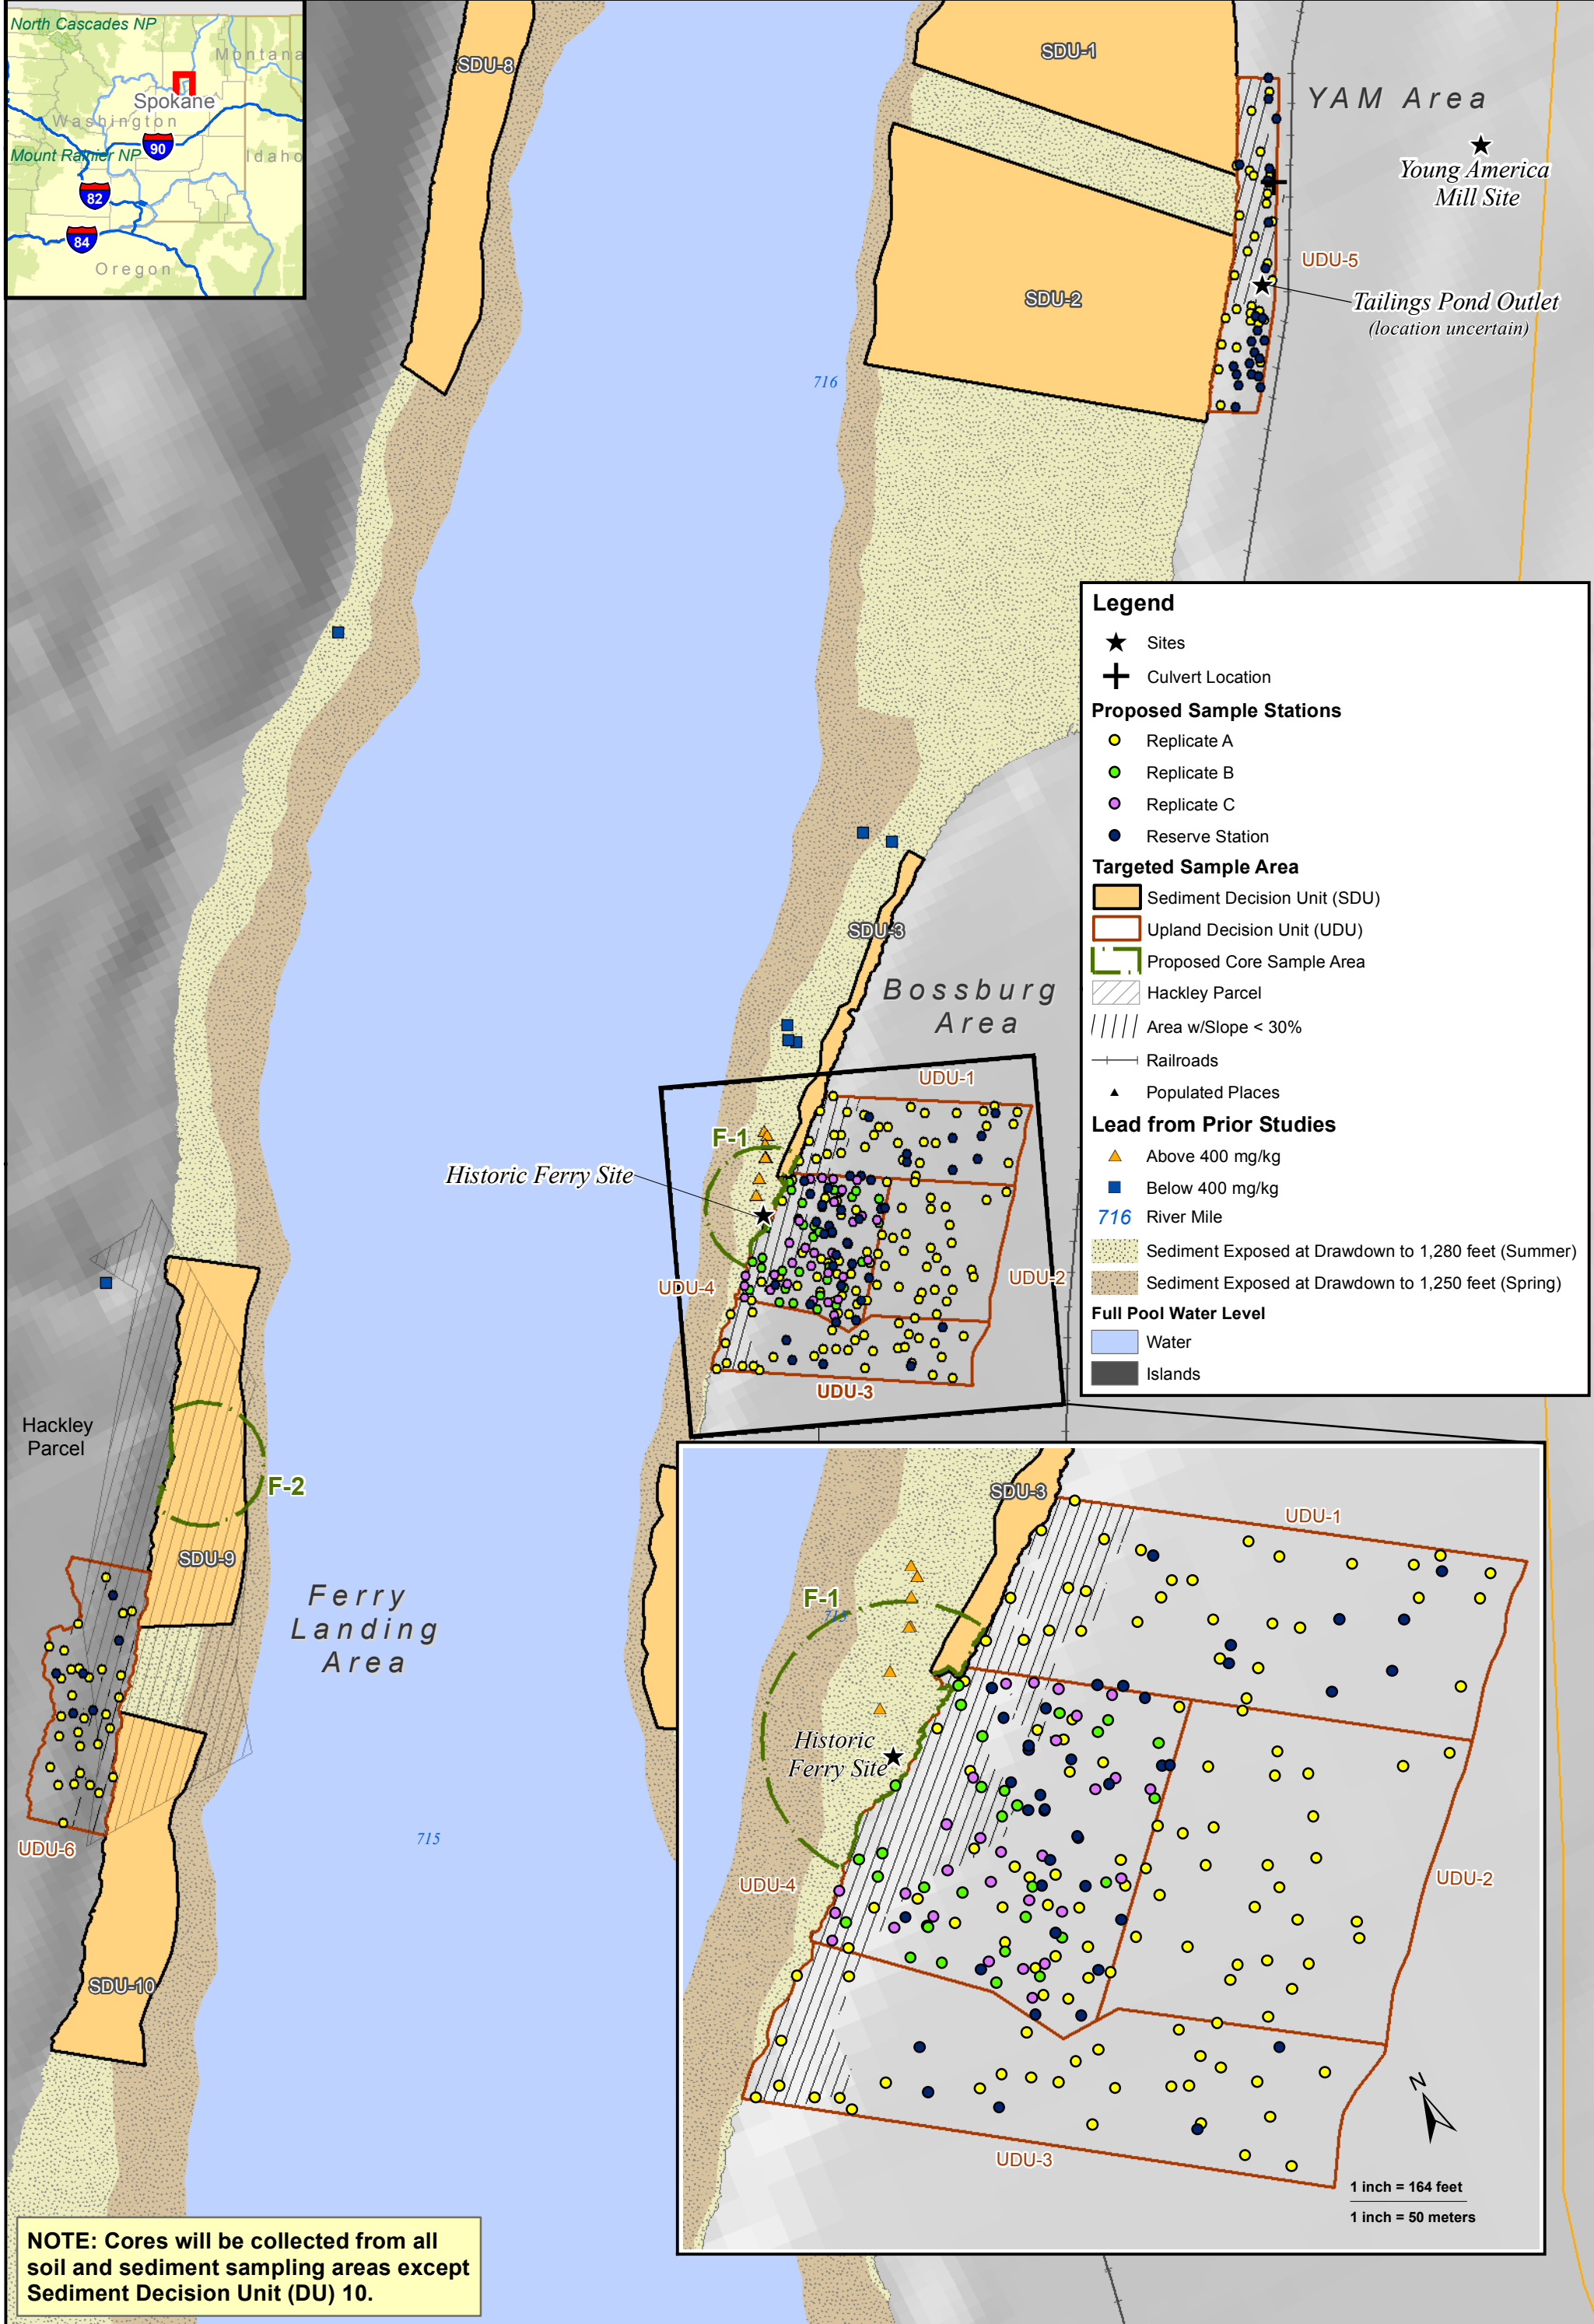 North Cascades NP
Montana
Spokane
Washington
90
Mount Rainier NP
Idaho
82
84
Oregon
SDU-8
SDU-1
YAM Area
Young America
Mill Site
UDU-5
SDU-2
Tailings Pond Outlet
(location uncertain)
716
Legend
Sites
Culvert Location
Proposed Sample Stations
Replicate A
Replicate B
Replicate C
Reserve Station
Targeted Sample Area
Sediment Decision Unit (SDU)
Upland Decision Unit (UDU)
Proposed Core Sample Area
Hackley Parcel
Area w/Slope < 30%
Railroads
Populated Places
Lead from Prior Studies
Above 400 mg/kg
Below 400 mg/kg
716 River Mile
Sediment Exposed at Drawdown to 1,280 feet (Summer)
Sediment Exposed at Drawdown to 1,250 feet (Spring)
Full Pool Water Level
Water
Islands
SDU-3
Bossburg
Area
UDU-1
F-1
Historic Ferry Site
UDU-4
UDU-2
UDU-3
Hackley
Parcel
F-2
SDU-9
Ferry
Landing
Area
UDU-6
715
SDU-10
SDU-3
UDU-1
F-1
715
Historic
Ferry Site
UDU-4
UDU-2
UDU-3
N
1 inch = 164 feet
1 inch = 50 meters
NOTE: Cores will be collected from all
soil and sediment sampling areas except
Sediment Decision Unit (DU) 10.